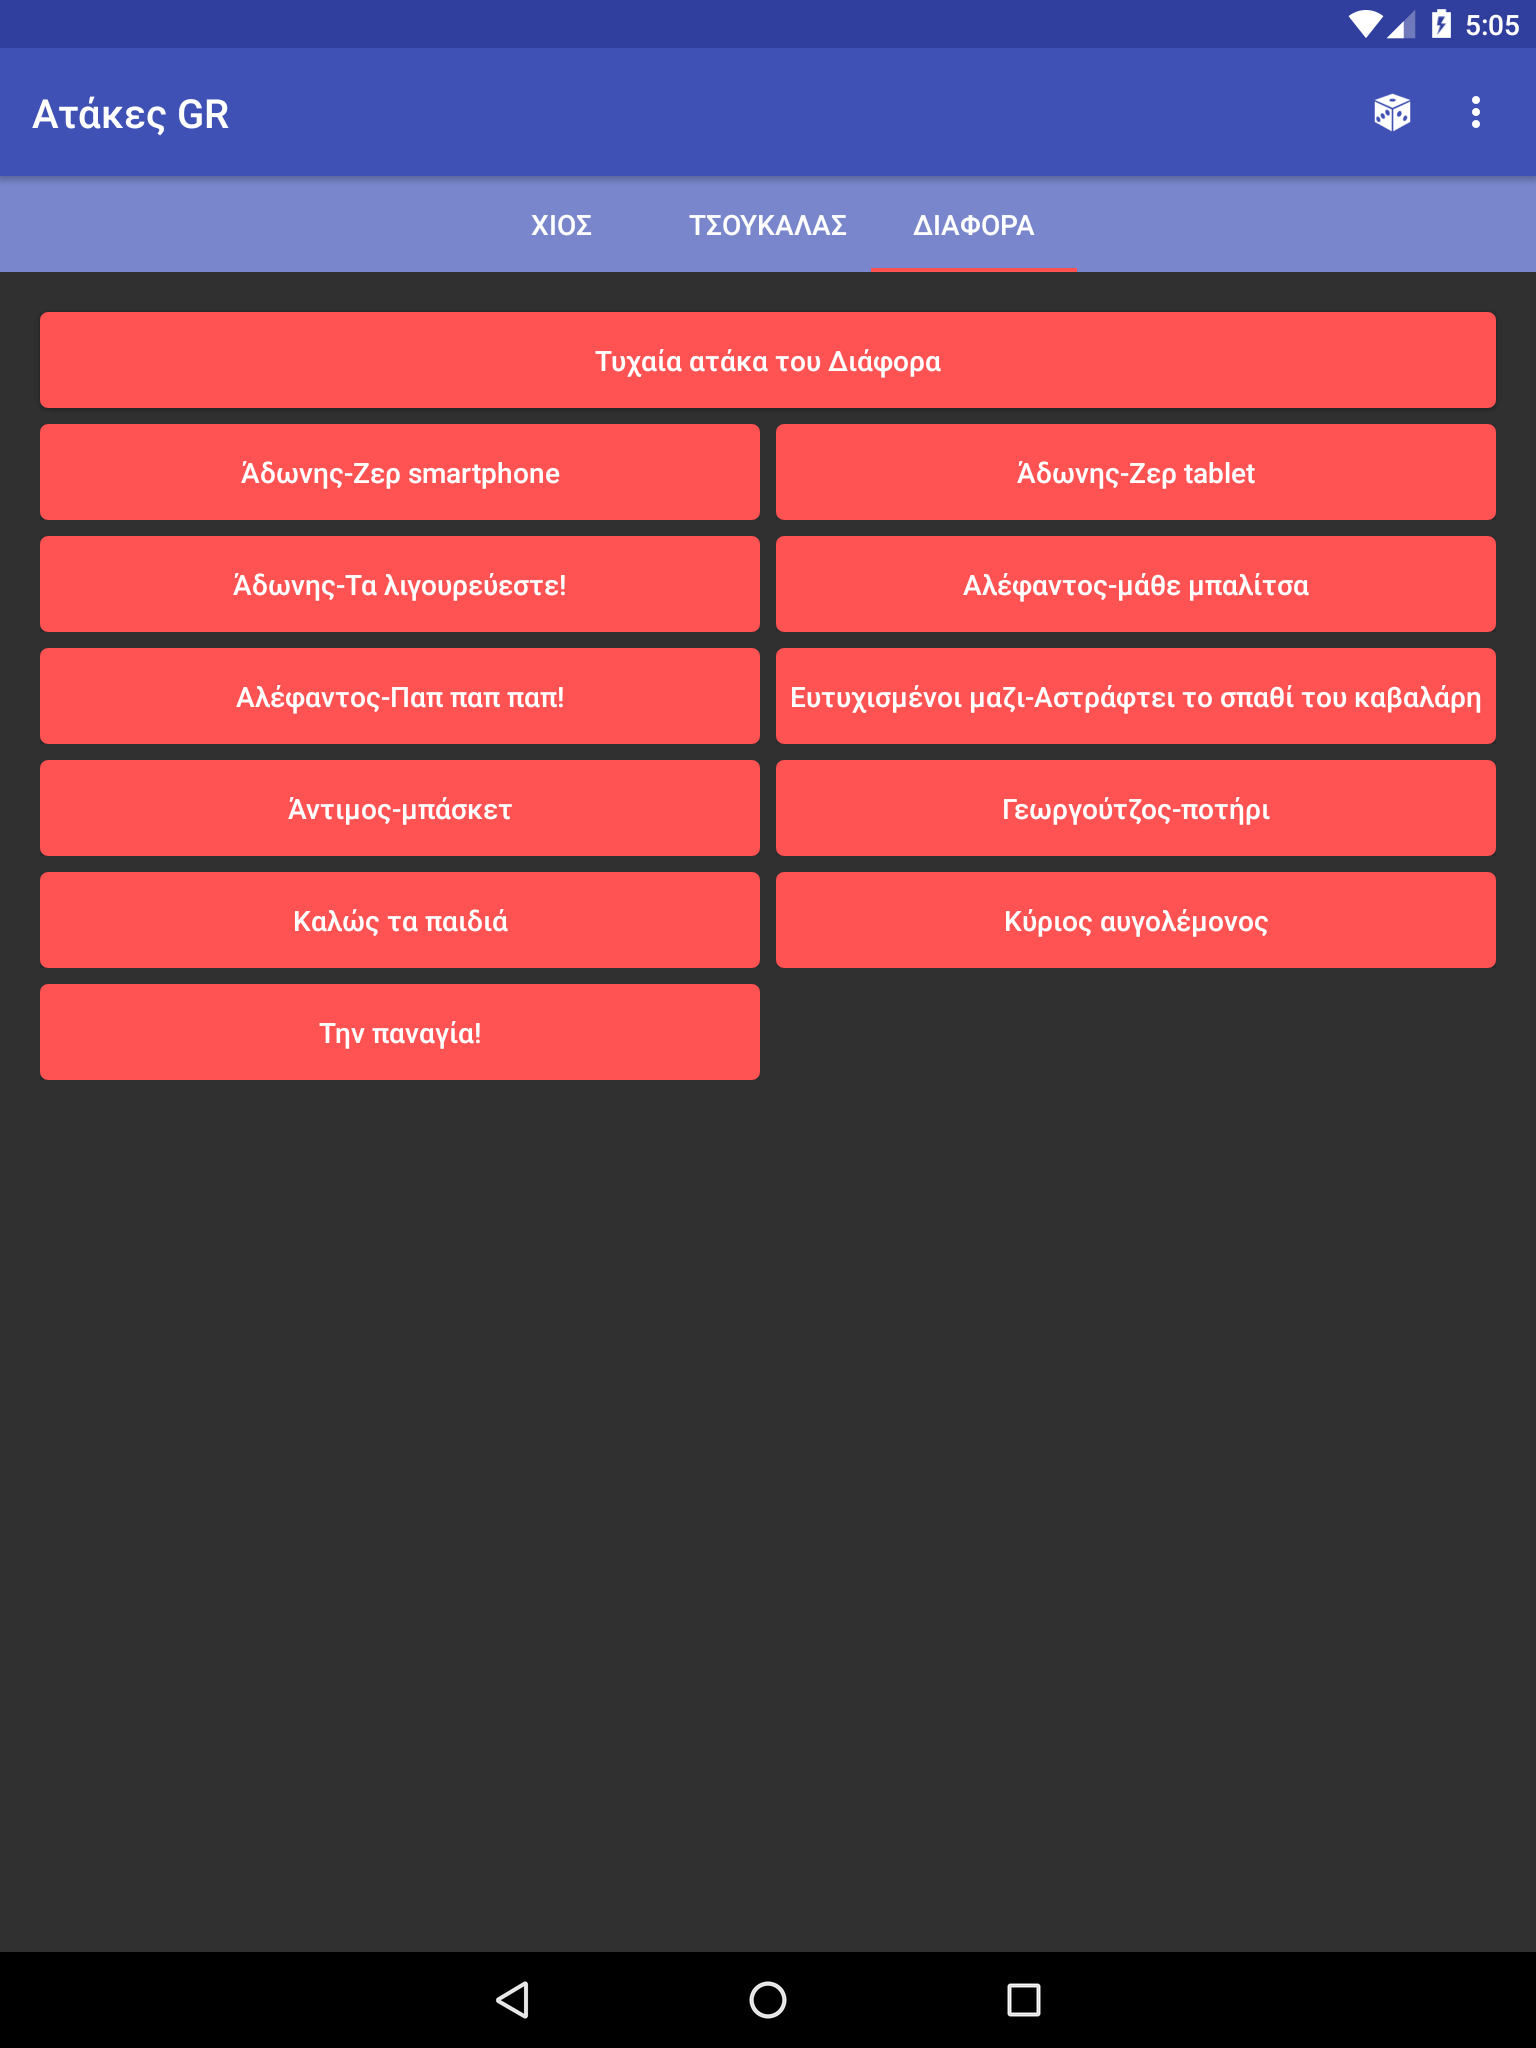 5:05
Ατάκες GR
ΧΙΟΣ
ΤΣΟΥΚΑΛΑΣ
ΔΙΑΦΟΡΑ
Τυχαία ατάκα του Διάφορα
Άδωνης-Ζερ smartphone
Άδωνης-Ζερ tablet
Άδωνης-Τα λιγουρεύεστε!
Αλέφαντος-μάθε μπαλίτσα
Αλέφαντος-Παπ παπ παπ!
Ευτυχισμένοι μαζι-Αστράφτει το σπαθί του καβαλάρη
Άντιμος-μπάσκετ
Γεωργούτζος-ποτήρι
Καλώς τα παιδιά
Κύριος αυγολέμονος
Την παναγία!